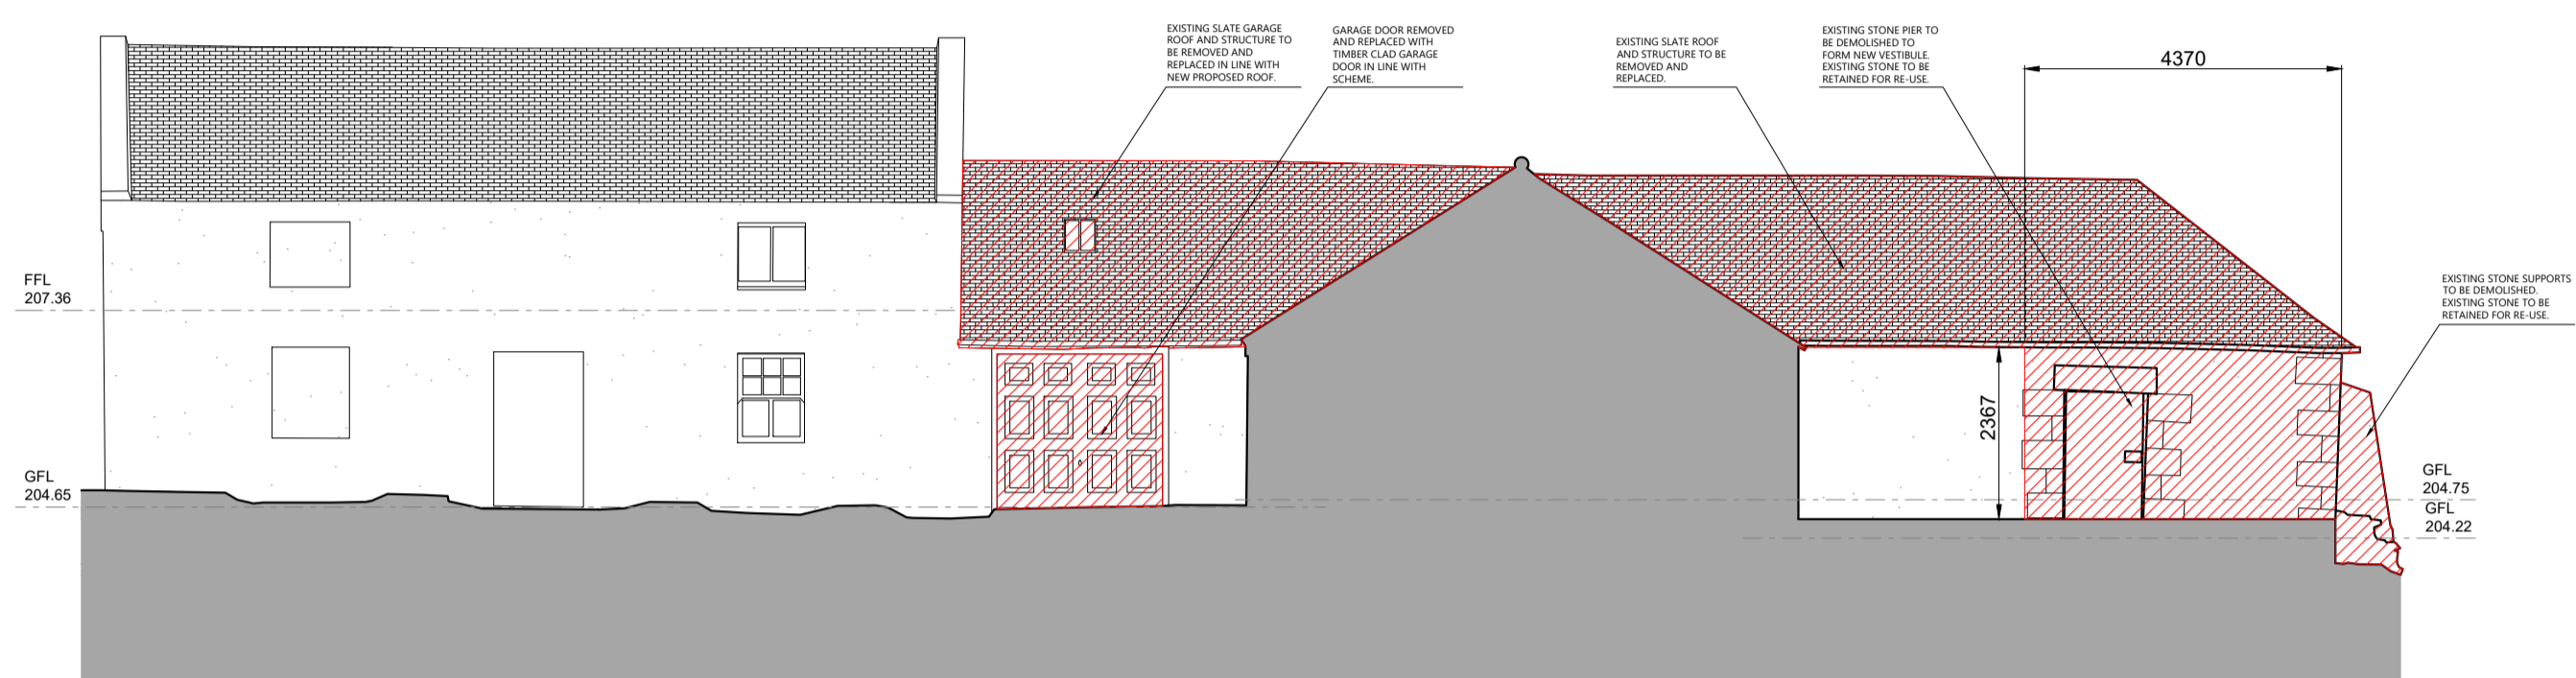 EXISTING SLATE GARAGE
ROOF AND STRUCTURE TO
BE REMOVED AND
REPLACED IN LINE WITH
NEW PROPOSED ROOF.
GARAGE DOOR REMOVED
AND REPLACED WITH
TIMBER CLAD GARAGE
DOOR IN LINE WITH
SCHEME.
EXISTING SLATE ROOF
AND STRUCTURE TO BE
REMOVED AND
REPLACED.
EXISTING STONE PIER TO
BE DEMOLISHED TO
FORM NEW VESTIBULE.
EXISTING STONE TO BE
RETAINED FOR RE-USE.
4370
EXISTING STONE SUPPORTS
TO BE DEMOLISHED.
EXISTING STONE TO BE
RETAINED FOR RE-USE.
FFL
207.36
2367
GFL
204.65
GFL
204.75
GFL
204.22